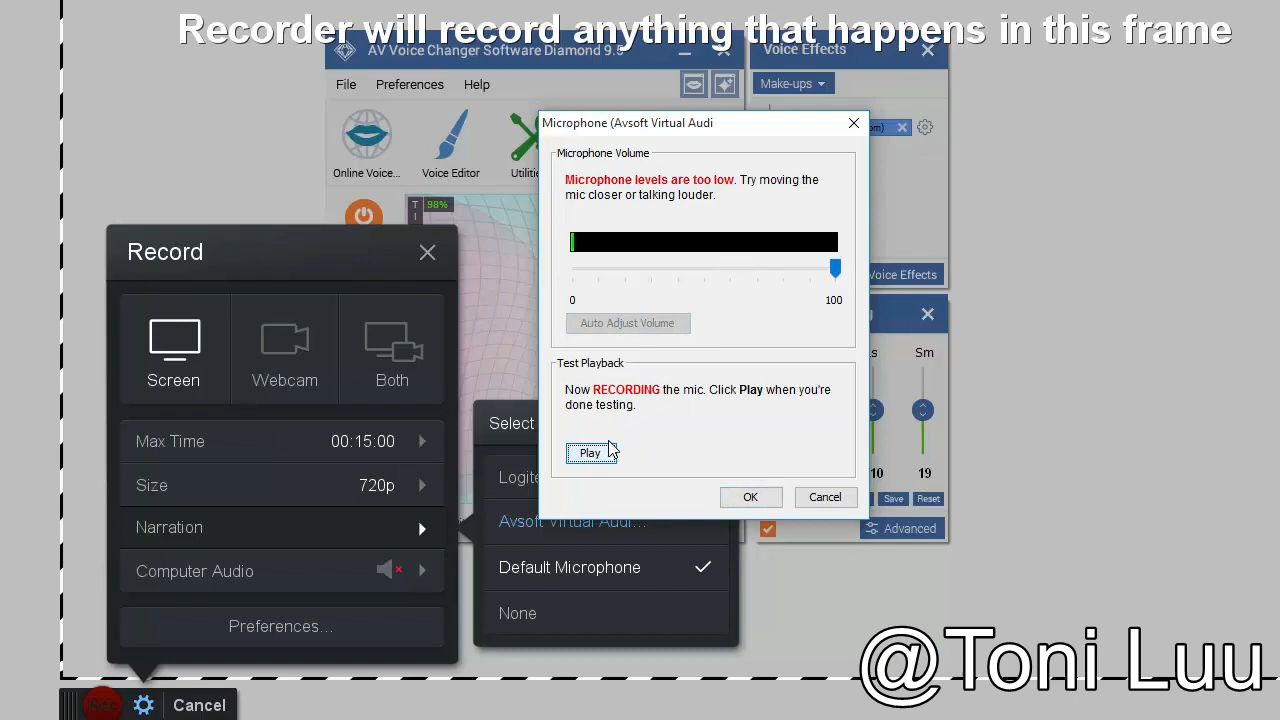 Recorder will record anything that happens in this frame
AV Voice Changer Software Diamond 9.5
Voice Effects
File Preferences Help
Make-ups
Online Voice...
Voice Editor
Microphone (Avsoft Virtual Audi
Microphone Volume
Microphone levels are too low. Try moving the
mic closer or talking louder.
0 100
Auto Adjust Volume
Test Playback
Now RECORDING the mic. Click Play when you're
done testing.
Play
OK Cancel
98%
Voice Effects
Sm
10 19
Save Reset
Advanced
Record
Screen Webcam Both
Max Time 00:15:00
Size 720p
Narration
Computer Audio
Preferences...
Select
Avsoft Virtual Audi...
Default Microphone
None
Rec Cancel
@Toni Luu